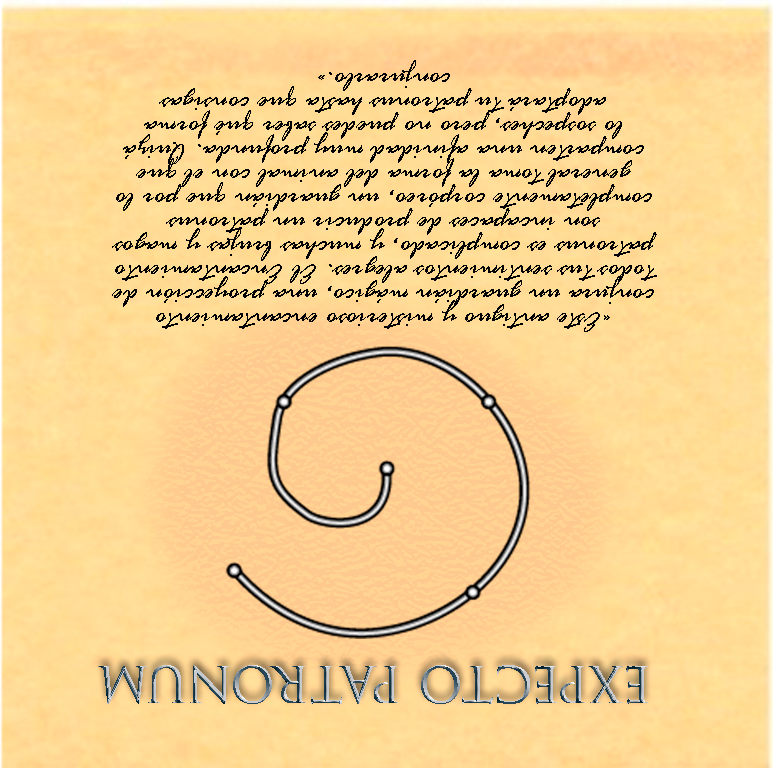 EXPECTO PATRONUM
«Este antiguo y misterioso encantamiento
conjura un guardián mágico, una proyección de
todos tus sentimientos alegres. El Encantamiento
patronus es complicado, y muchas brujas y magos
son incapaces de producir un patronus
completamente corpóreo, un guardián que por lo
general toma la forma del animal con el que
comparten una afinidad muy profunda. Quizá
lo sospeches, pero no puedes saber qué forma
adoptará tu patronus hasta que consigas
conjurarlo.»